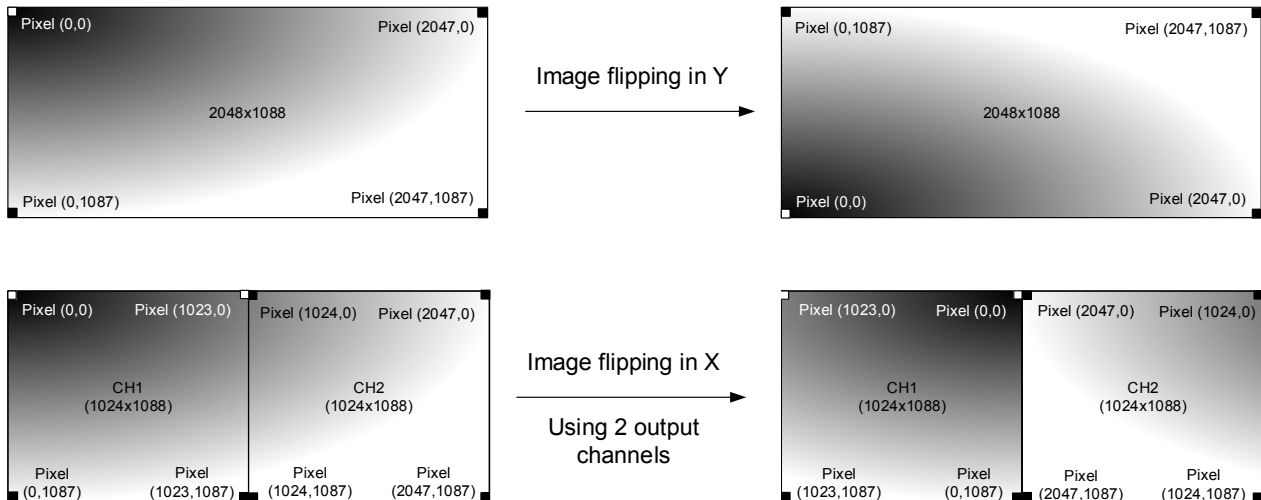 Pixel (0,0)
Pixel (2047,0)
2048x1088
Pixel (0,1087)
Pixel (2047,1087)
Image flipping in Y
Pixel (0,1087)
Pixel (2047,1087)
2048x1088
Pixel (0,0)
Pixel (2047,0)
Pixel (0,0)
Pixel (1023,0)
Pixel (1024,0)
Pixel (2047,0)
CH1
(1024x1088)
CH2
(1024x1088)
Pixel
(0,1087)
Pixel
(1023,1087)
Pixel
(1024,1087)
Pixel
(2047,1087)
Image flipping in X
Using 2 output
channels
Pixel (1023,0)
Pixel (0,0)
Pixel (2047,0)
Pixel (1024,0)
CH1
(1024x1088)
CH2
(1024x1088)
Pixel
(1023,1087)
Pixel
(0,1087)
Pixel
(2047,1087)
Pixel
(1024,1087)